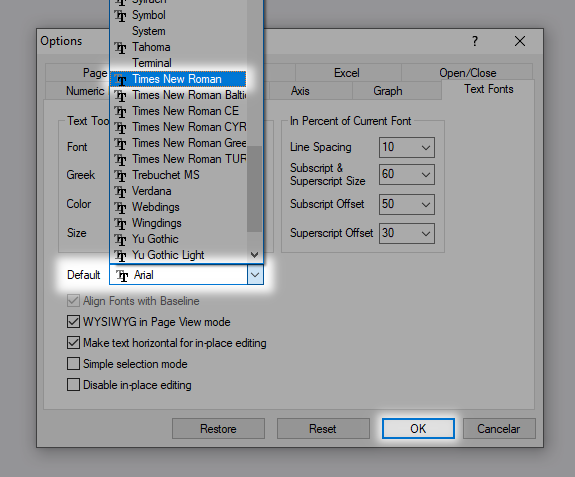 Symbol
System
Tahoma
Terminal
Times New Roman
Times New Roman Baltic
Times New Roman CE
Times New Roman CYR
Times New Roman Gree
Times New Roman TUR
Trebuchet MS
Verdana
Webdings
Wingdings
Yu Gothic
Yu Gothic Light
Options
?
Page
Excel
Open/Close
Numeric
Axis
Graph
Text Fonts
Text Too
Font
Greek
Color
Size
In Percent of Current Font
Line Spacing 10
Subscript &
Superscript Size 60
Subscript Offset 50
Superscript Offset 30
Default Arial
Align Fonts with Baseline
WYSIWYG in Page View mode
Make text horizontal for in-place editing
Simple selection mode
Disable in-place editing
Restore
Reset
OK
Cancelar